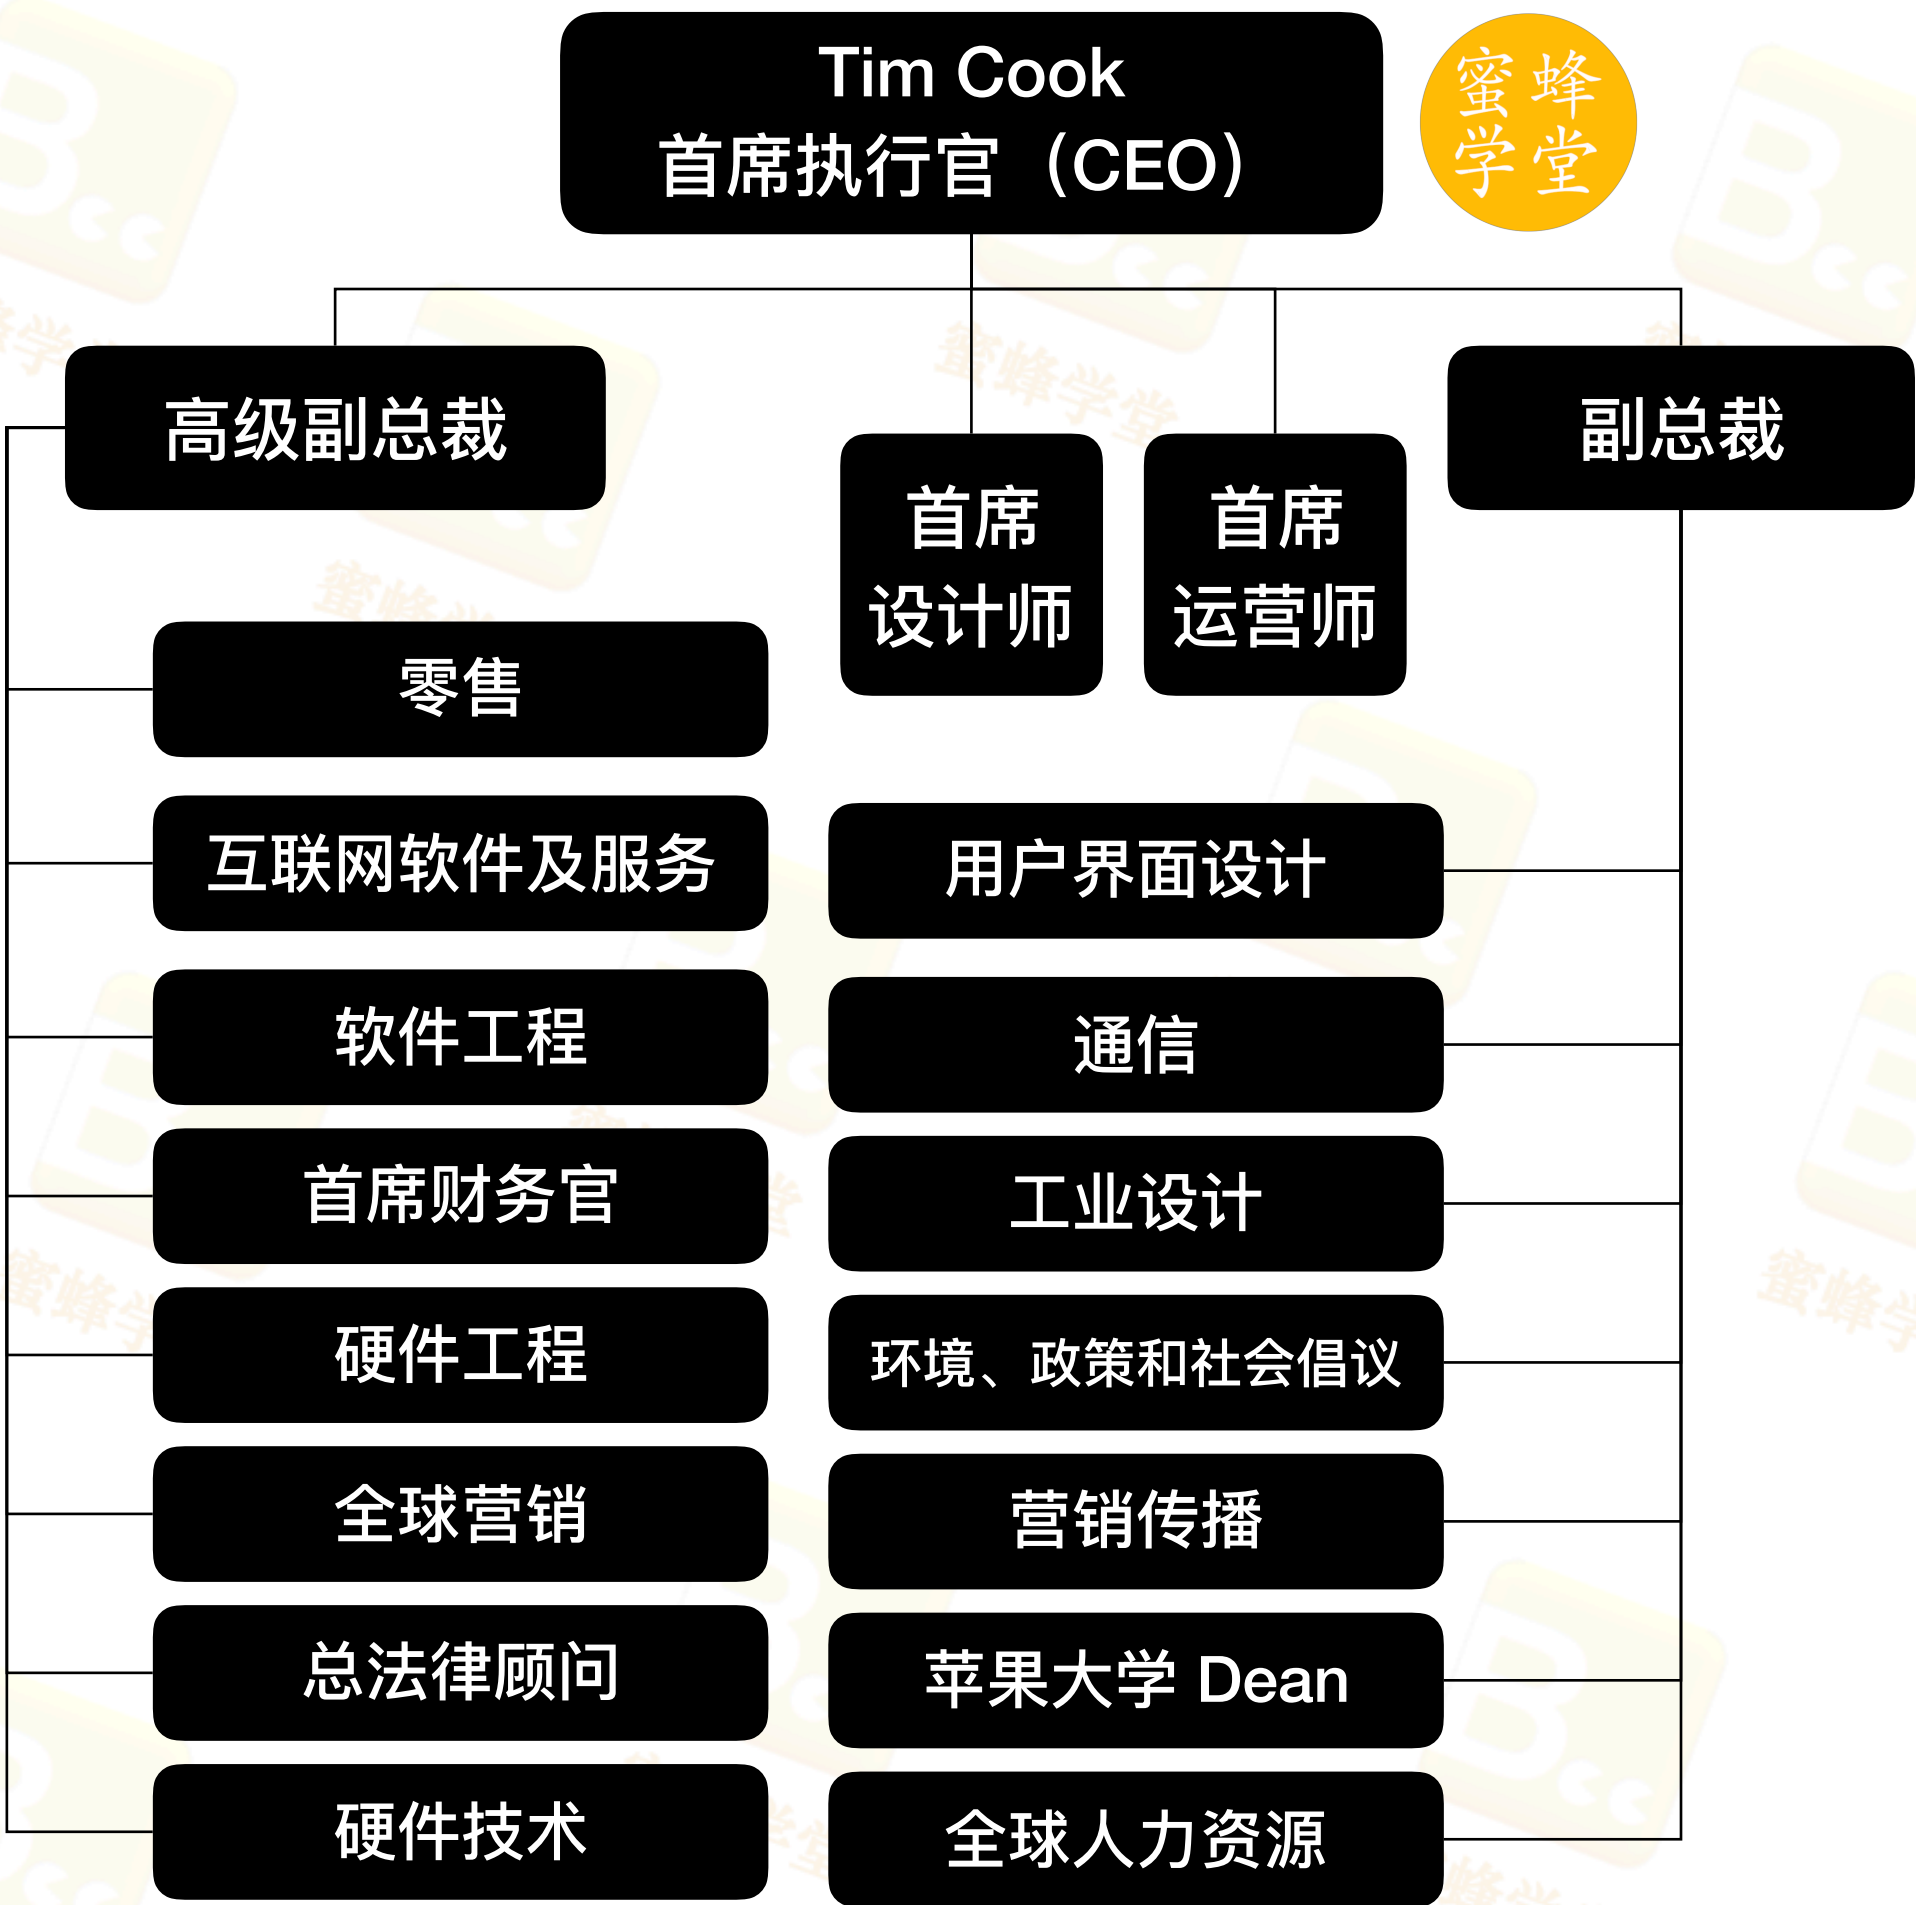 Tim Cook
首席执行官（CEO）
蜜蜂
学堂
高级副总裁
首席
设计师
首席
运营师
副总裁
零售
互联网软件及服务
软件工程
首席财务官
硬件工程
全球营销
总法律顾问
硬件技术
用户界面设计
通信
工业设计
环境、政策和社会倡议
营销传播
苹果大学 Dean
全球人力资源
蜜蜂学堂